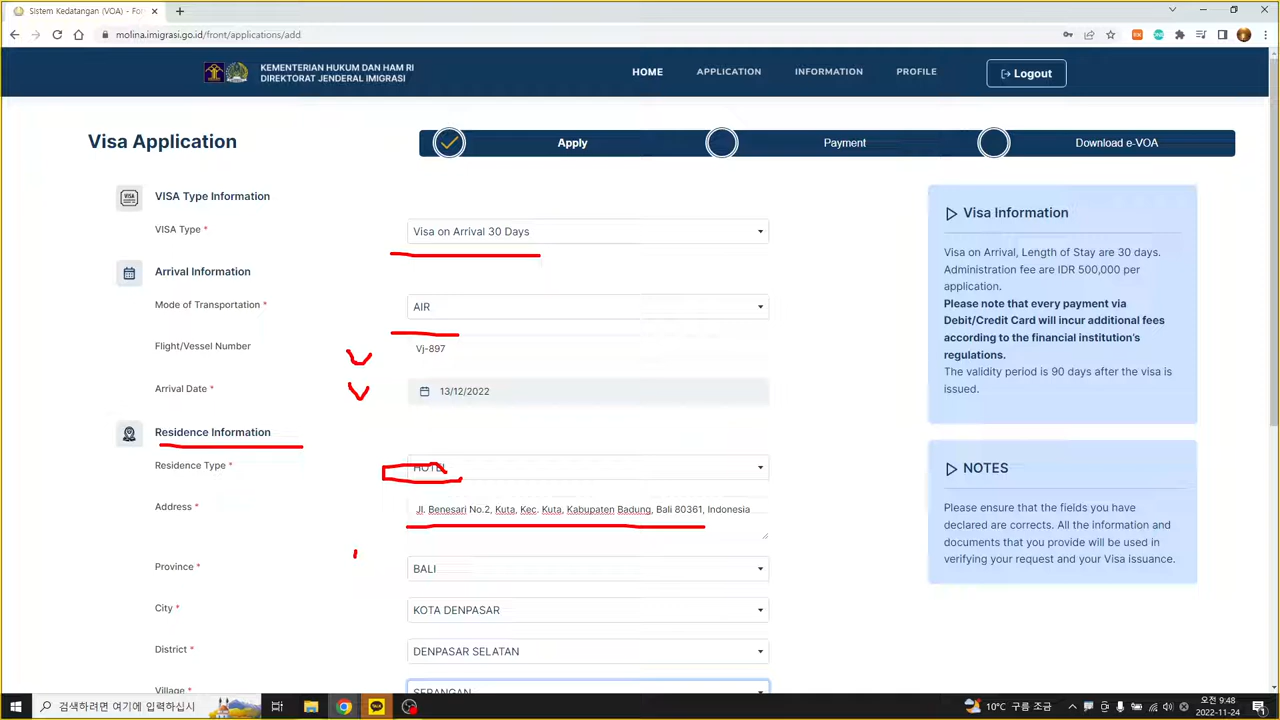 Sistem Kedatangan (VOA) - Fo
molina.imigrasi.go.id/front/applications/add
KEMENTERIAN HUKUM DAN HAM RI
DIREKTORAT JENDERAL IMIGRASI
HOME
APPLICATION
INFORMATION
PROFILE
Logout
Visa Application
Apply
Payment
Download e-VOA
VISA Type Information
VISA Type *
Visa on Arrival 30 Days
Arrival Information
Mode of Transportation *
AIR
Flight/Vessel Number
Vj-897
Arrival Date *
13/12/2022
Residence Information
Residence Type *
HOTEL
Address *
Jl. Benesari No.2, Kuta, Kec. Kuta, Kabupaten Badung, Bali 80361, Indonesia
Province *
BALI
City *
KOTA DENPASAR
District *
DENPASAR SELATAN
Village *
SERANGAN
Visa Information
Visa on Arrival, Length of Stay are 30 days.
Administration fee are IDR 500,000 per
application.
Please note that every payment via
Debit/Credit Card will incur additional fees
according to the financial institution's
regulations.
The validity period is 90 days after the visa is
issued.
NOTES
Please ensure that the fields you have
declared are corrects. All the information and
documents that you provide will be used in
verifying your request and your Visa issuance.
검색하려면 여기에 입력하십시
10°C 구름 조금
오전 9:48
2022-11-24